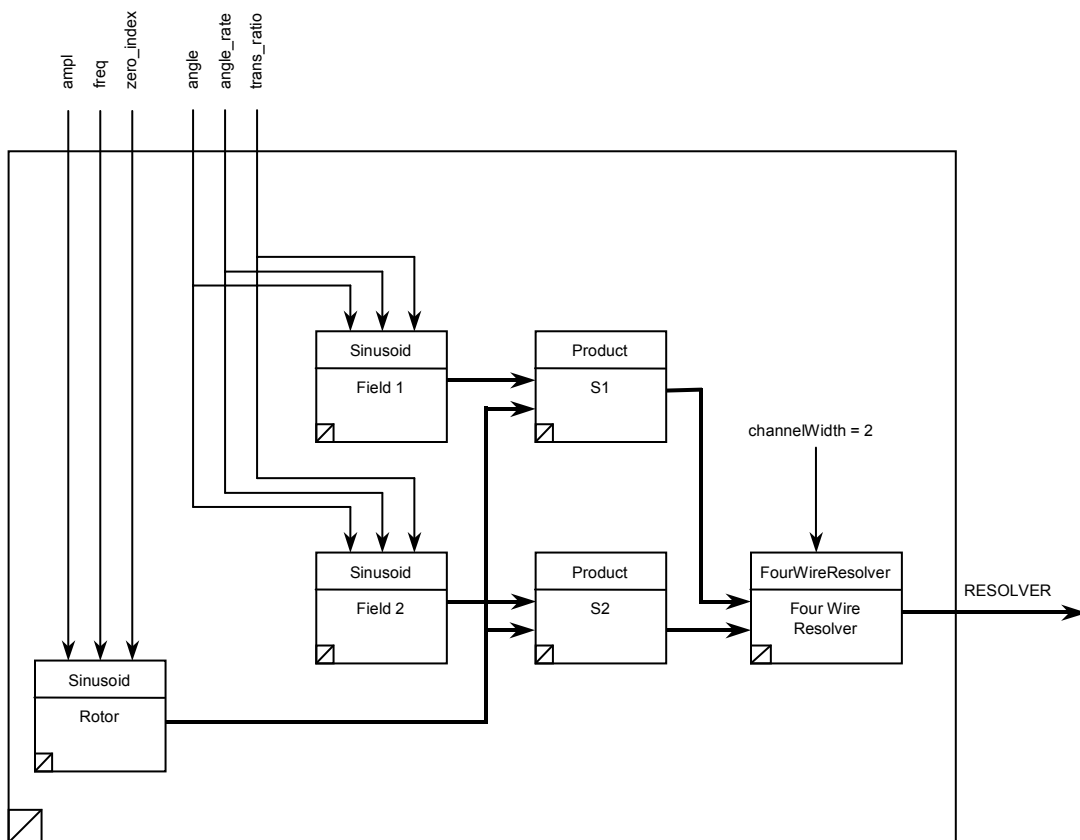 ampl
freq
zero_index
angle
angle_rate
trans_ratio
Sinusoid
Field 1
Product
S1
channelWidth = 2
Sinusoid
Field 2
Product
S2
FourWireResolver
Four Wire
Resolver
RESOLVER
Sinusoid
Rotor